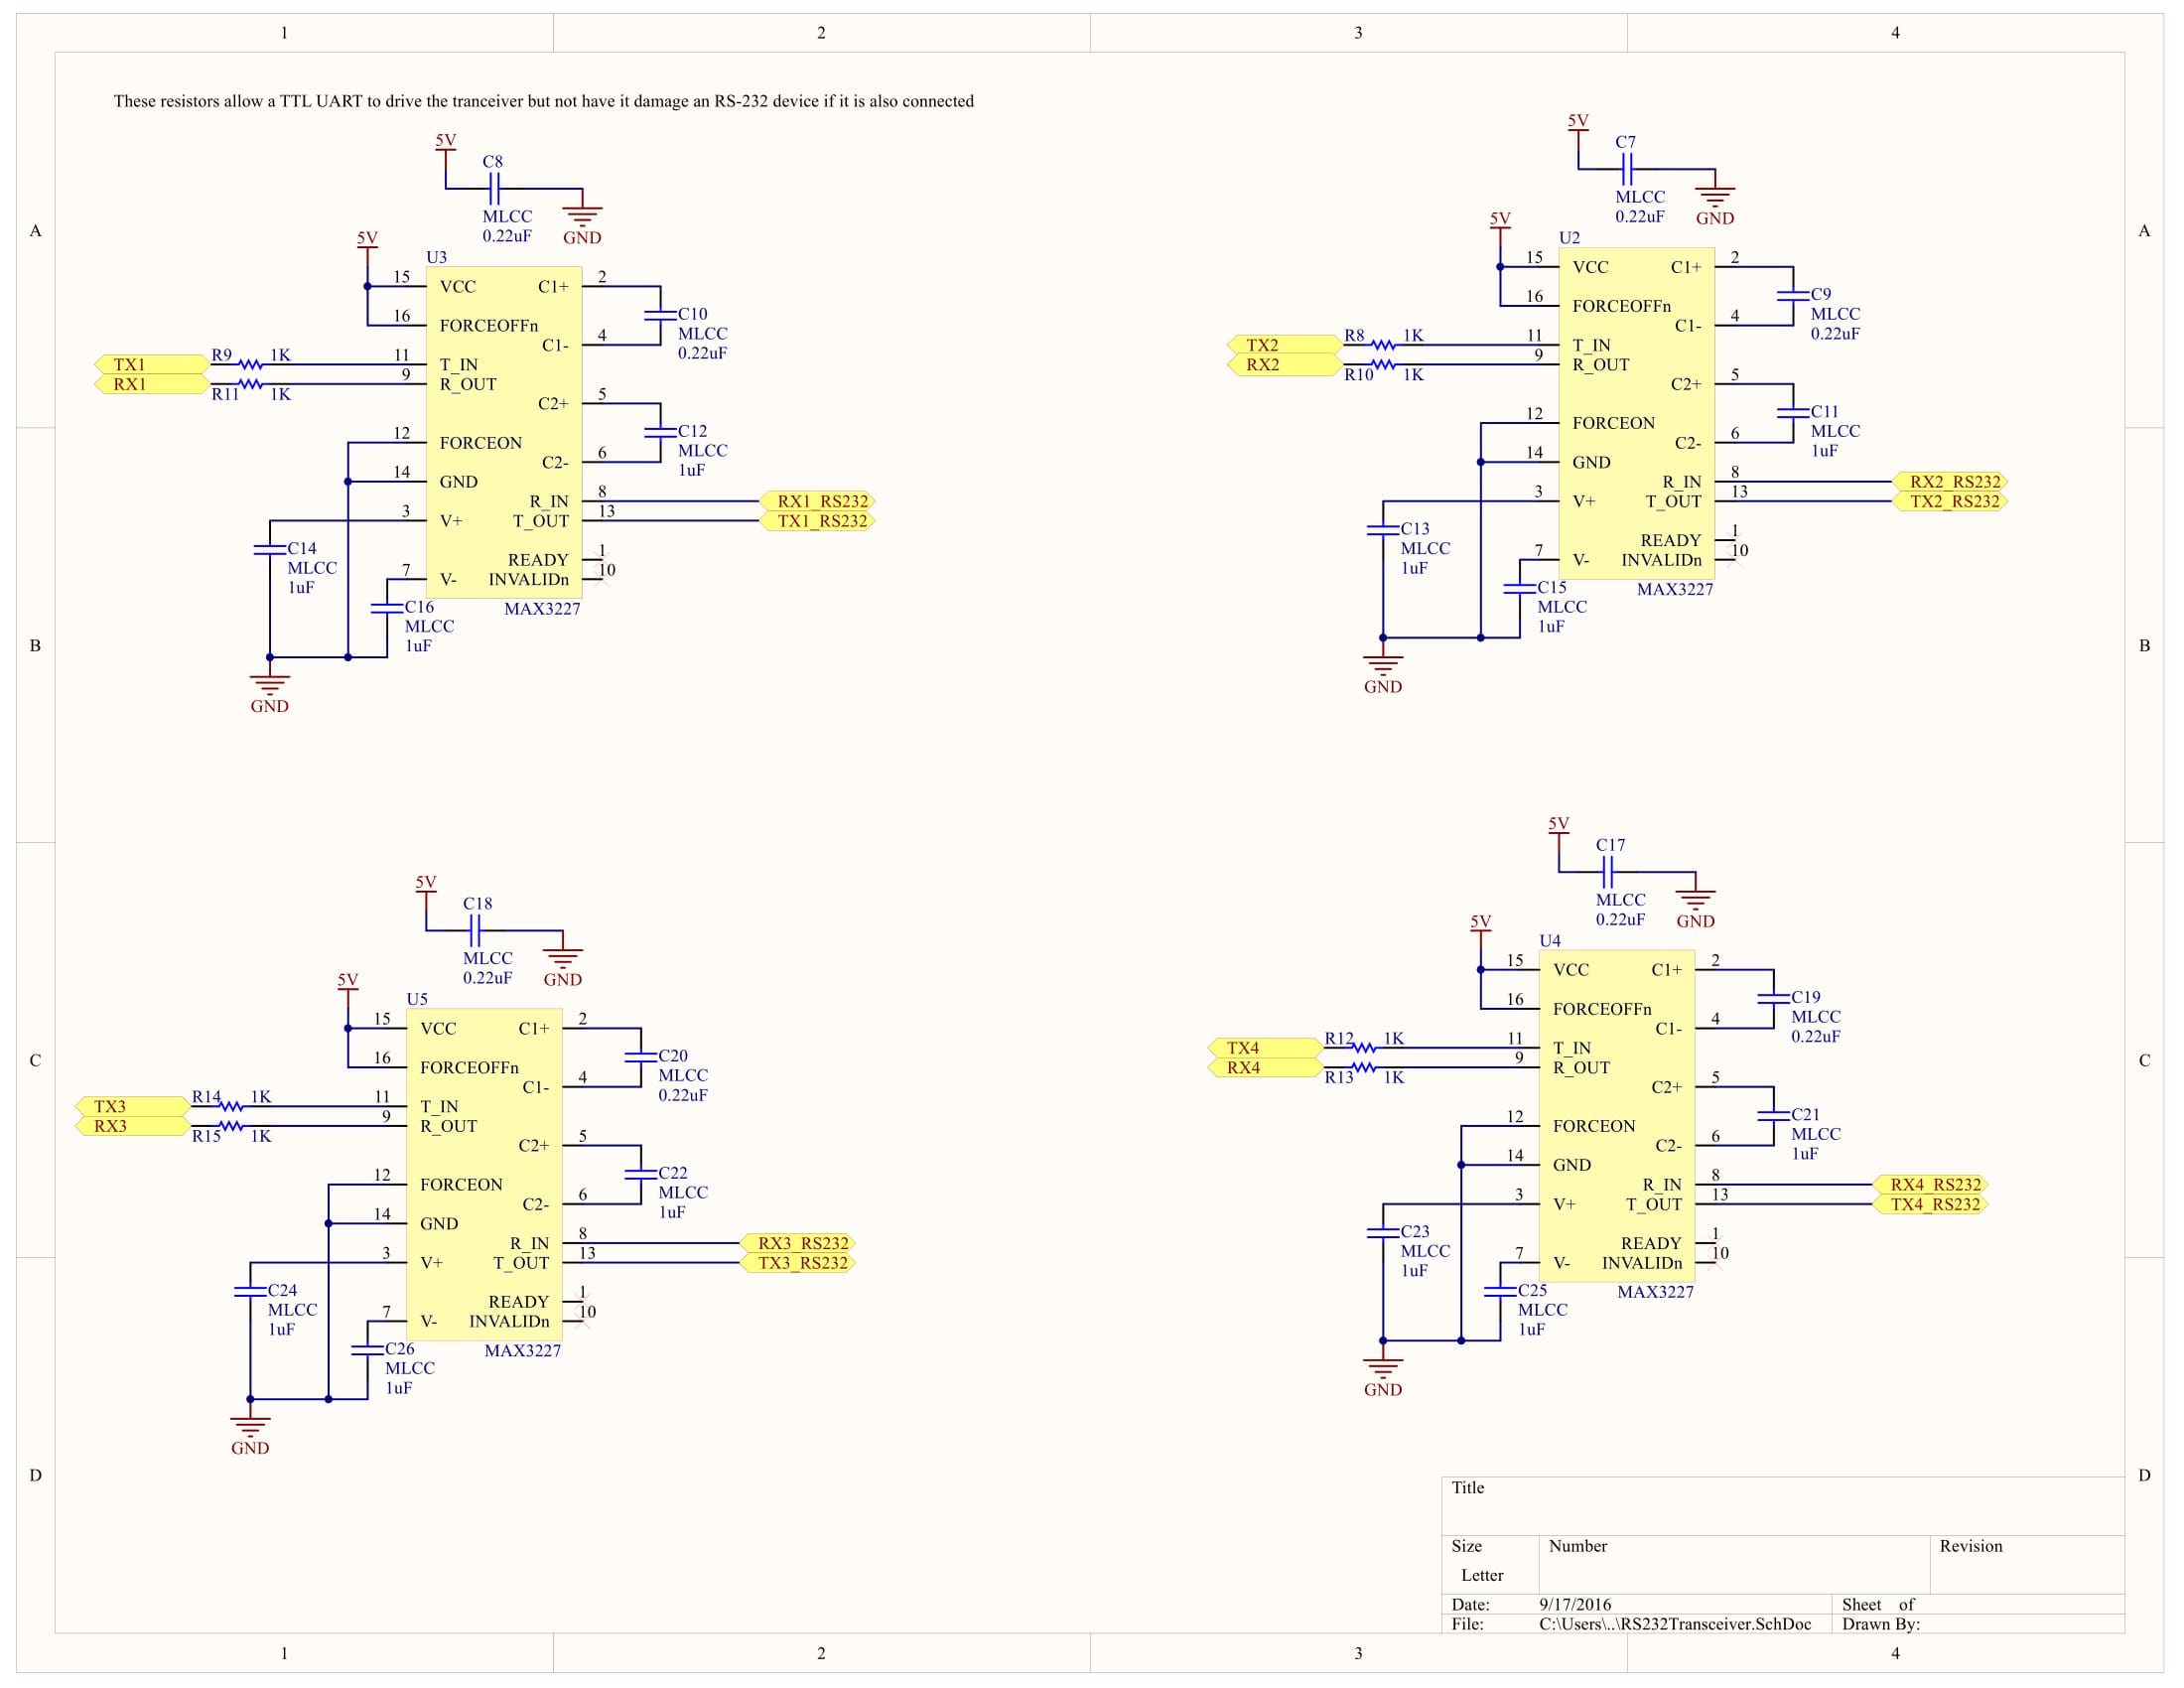 1 2 3 4
These resistors allow a TTL UART to drive the tranceiver but not have it damage an RS-232 device if it is also connected
A
B
C
D
A
B
C
D
5V
C8
MLCC
0.22uF
GND
5V
U3
15 VCC
16 FORCEOFFn
TX1 R9 1K 11 T_IN
RX1 R11 1K 9 R_OUT
12 FORCEON
14 GND
3 V+
7 V-
C1+ 2
C1- 4
C2+ 5
C2- 6
R_IN 8 RX1_RS232
T_OUT 13 TX1_RS232
READY 1
INVALIDn 10
MAX3227
C10
MLCC
0.22uF
C12
MLCC
1uF
C14
MLCC
1uF
C16
MLCC
1uF
GND
5V
C7
MLCC
0.22uF
GND
5V
U2
15 VCC
16 FORCEOFFn
TX2 R8 1K 11 T_IN
RX2 R10 1K 9 R_OUT
12 FORCEON
14 GND
3 V+
7 V-
C1+ 2
C1- 4
C2+ 5
C2- 6
R_IN 8 RX2_RS232
T_OUT 13 TX2_RS232
READY 1
INVALIDn 10
MAX3227
C9
MLCC
0.22uF
C11
MLCC
1uF
C13
MLCC
1uF
C15
MLCC
1uF
GND
5V
C18
MLCC
0.22uF
GND
5V
U5
15 VCC
16 FORCEOFFn
TX3 R14 1K 11 T_IN
RX3 R15 1K 9 R_OUT
12 FORCEON
14 GND
3 V+
7 V-
C1+ 2
C1- 4
C2+ 5
C2- 6
R_IN 8 RX3_RS232
T_OUT 13 TX3_RS232
READY 1
INVALIDn 10
MAX3227
C20
MLCC
0.22uF
C22
MLCC
1uF
C24
MLCC
1uF
C26
MLCC
1uF
GND
5V
C17
MLCC
0.22uF
GND
5V
U4
15 VCC
16 FORCEOFFn
TX4 R12 1K 11 T_IN
RX4 R13 1K 9 R_OUT
12 FORCEON
14 GND
3 V+
7 V-
C1+ 2
C1- 4
C2+ 5
C2- 6
R_IN 8 RX4_RS232
T_OUT 13 TX4_RS232
READY 1
INVALIDn 10
MAX3227
C19
MLCC
0.22uF
C21
MLCC
1uF
C23
MLCC
1uF
C25
MLCC
1uF
GND
Title
Size Number Revision
Letter
Date: 9/17/2016 Sheet of
File: C:\Users\..\RS232Transceiver.SchDoc Drawn By:
1 2 3 4